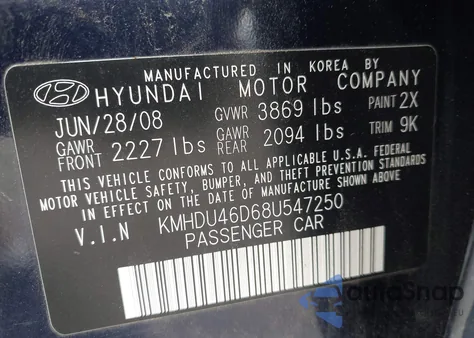 MANUFACTURED IN KOREA BY
HYUNDAI MOTOR COMPANY
JUN/28/08 GVWR 3869 lbs PAINT 2X
GAWR FRONT 2227 lbs GAWR REAR 2094 lbs TRIM 9K
THIS VEHICLE CONFORMS TO ALL APPLICABLE U.S.A. FEDERAL
MOTOR VEHICLE SAFETY, BUMPER, AND THEFT PREVENTION STANDARDS
IN EFFECT ON THE DATE OF MANUFACTURE SHOWN ABOVE.
V.I.N KMHDU46D68U547250
PASSENGER CAR
autoSnap